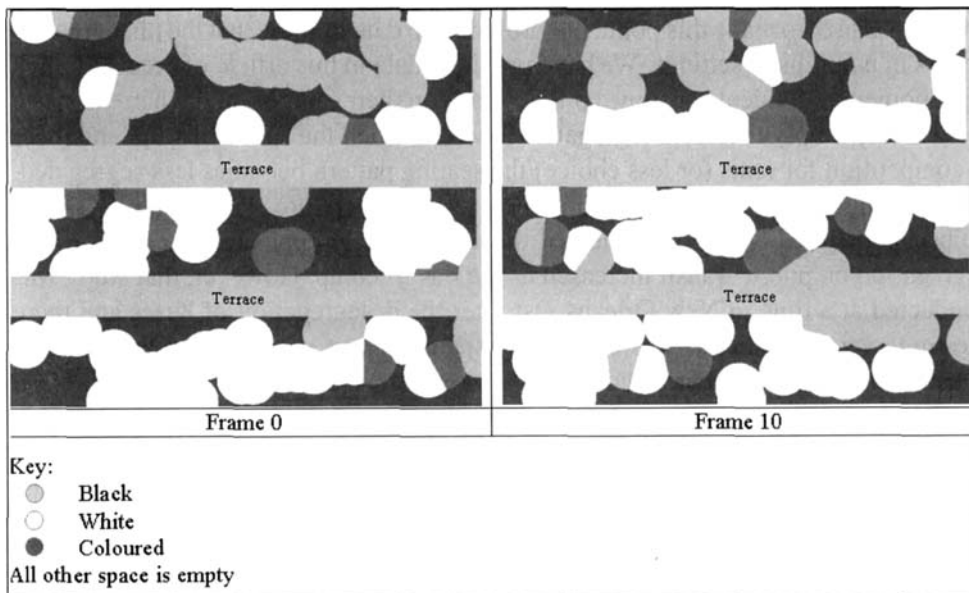 Terrace
Terrace
Terrace
Terrace
Frame 0
Frame 10
Key:
Black
White
Coloured
All other space is empty